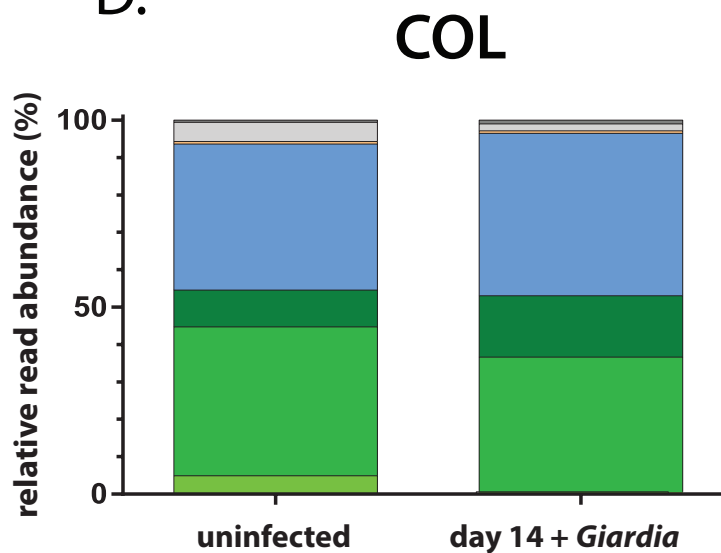 D.
COL
relative read abundance (%)
100
50
0
uninfected
day 14 + Giardia